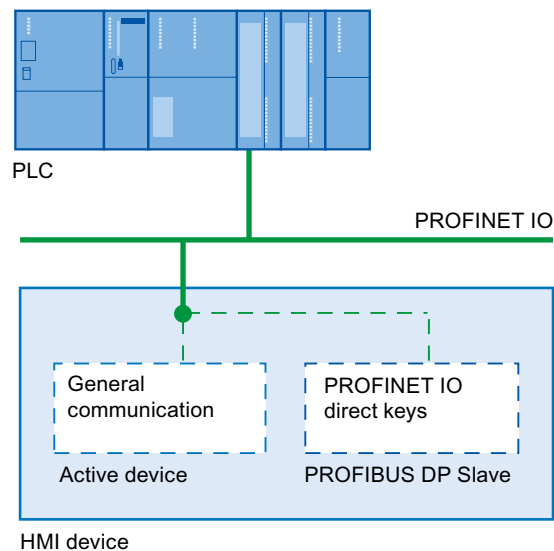 PLC
PROFINET IO
General
communication
PROFINET IO
direct keys
Active device
PROFIBUS DP Slave
HMI device